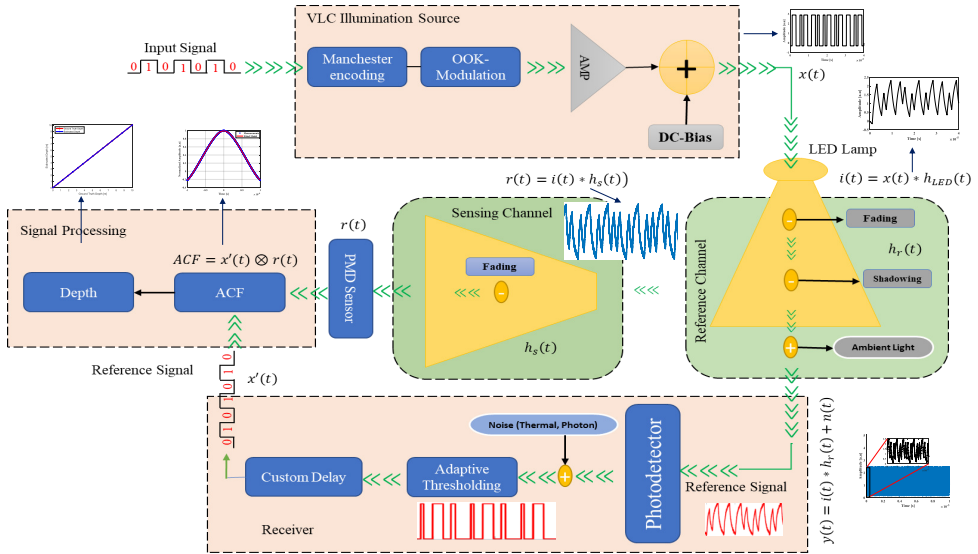 VLC Illumination Source
Input Signal
0 1 0 1 0 1 0
Manchester
encoding
OOK-
Modulation
AMP
+
DC-Bias
x(t)
LED Lamp
i(t) = x(t) * h_LED(t)
r(t) = i(t) * h_s(t))
Sensing Channel
Fading
-
h_s(t)
Reference Channel
-
Fading
h_r(t)
-
Shadowing
+
Ambient Light
Signal Processing
ACF = x′(t) ⊗ r(t)
Depth
ACF
r(t)
PMD Sensor
Reference Signal
x′(t)
0 1 0 1 0 1 0
Noise (Thermal, Photon)
+
Custom Delay
Adaptive
Thresholding
Photodetector
Reference Signal
Receiver
y(t) = i(t) * h_r(t) + n(t)
Time [s]
Amplitude [a.u]